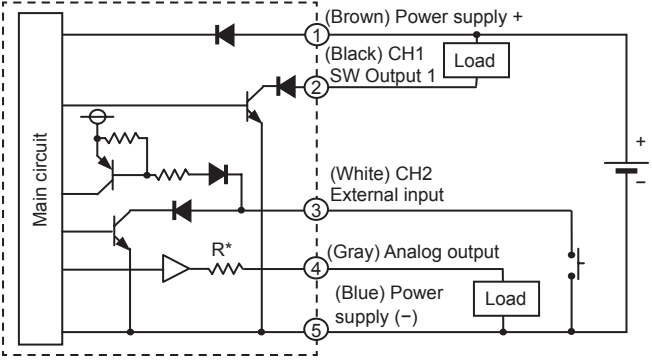 (Brown) Power supply +
1
(Black) CH1
SW Output 1
Load
2
Main circuit
+
−
(White) CH2
External input
3
R*
(Gray) Analog output
4
(Blue) Power
supply (−)
Load
5